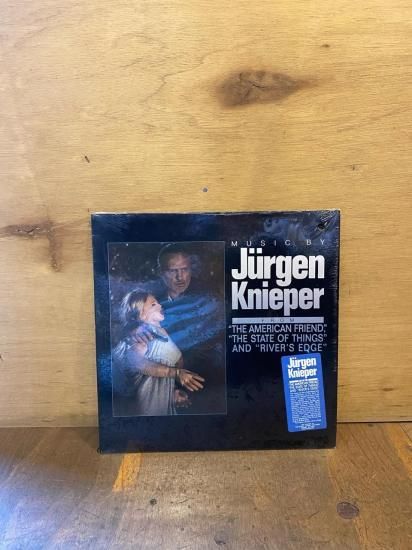 MUSIC BY
Jürgen
Knieper
FROM
"THE AMERICAN FRIEND,"
"THE STATE OF THINGS"
AND "RIVER'S EDGE"
Jürgen
Knieper